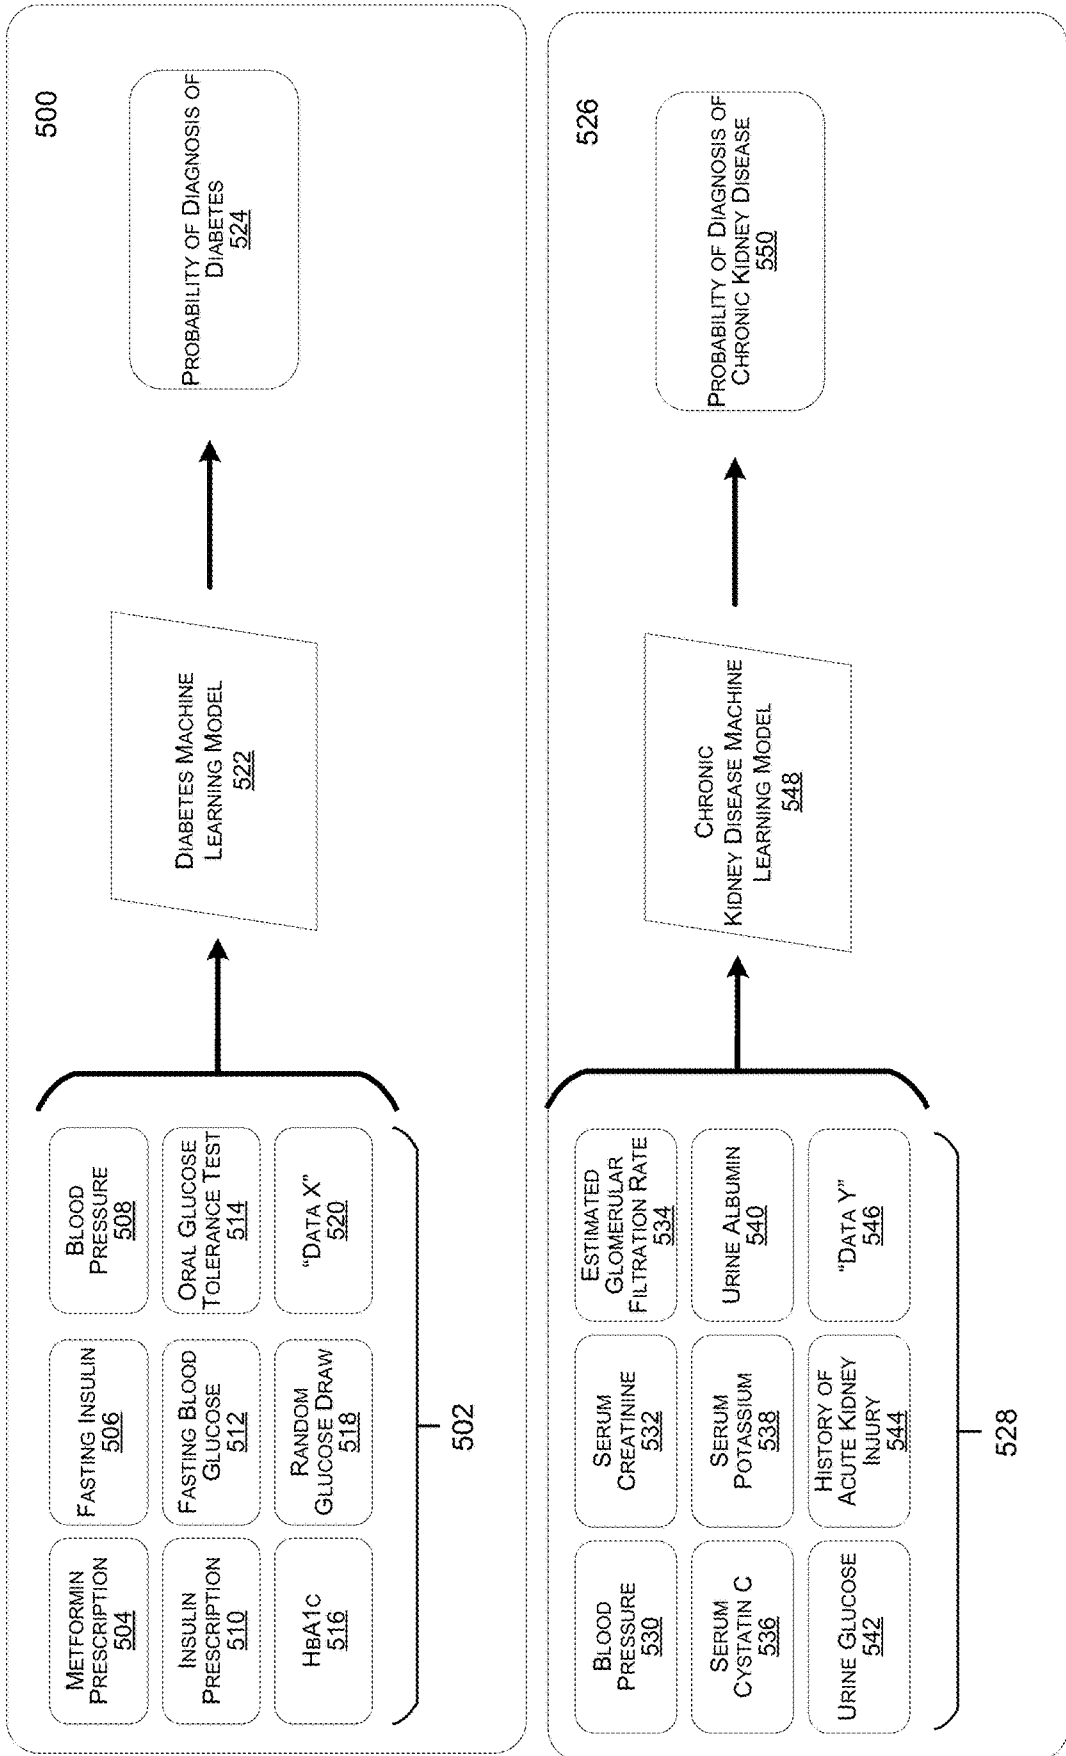 500
METFORMIN
PRESCRIPTION
504
FASTING INSULIN
506
BLOOD
PRESSURE
508
INSULIN
PRESCRIPTION
510
FASTING BLOOD
GLUCOSE
512
ORAL GLUCOSE
TOLERANCE TEST
514
HBA1C
516
RANDOM
GLUCOSE DRAW
518
“DATA X”
520
502
DIABETES MACHINE
LEARNING MODEL
522
PROBABILITY OF DIAGNOSIS OF
DIABETES
524
526
BLOOD
PRESSURE
530
SERUM
CREATININE
532
ESTIMATED
GLOMERULAR
FILTRATION RATE
534
SERUM
CYSTATIN C
536
SERUM
POTASSIUM
538
URINE ALBUMIN
540
URINE GLUCOSE
542
HISTORY OF
ACUTE KIDNEY
INJURY
544
“DATA Y”
546
528
CHRONIC
KIDNEY DISEASE MACHINE
LEARNING MODEL
548
PROBABILITY OF DIAGNOSIS OF
CHRONIC KIDNEY DISEASE
550